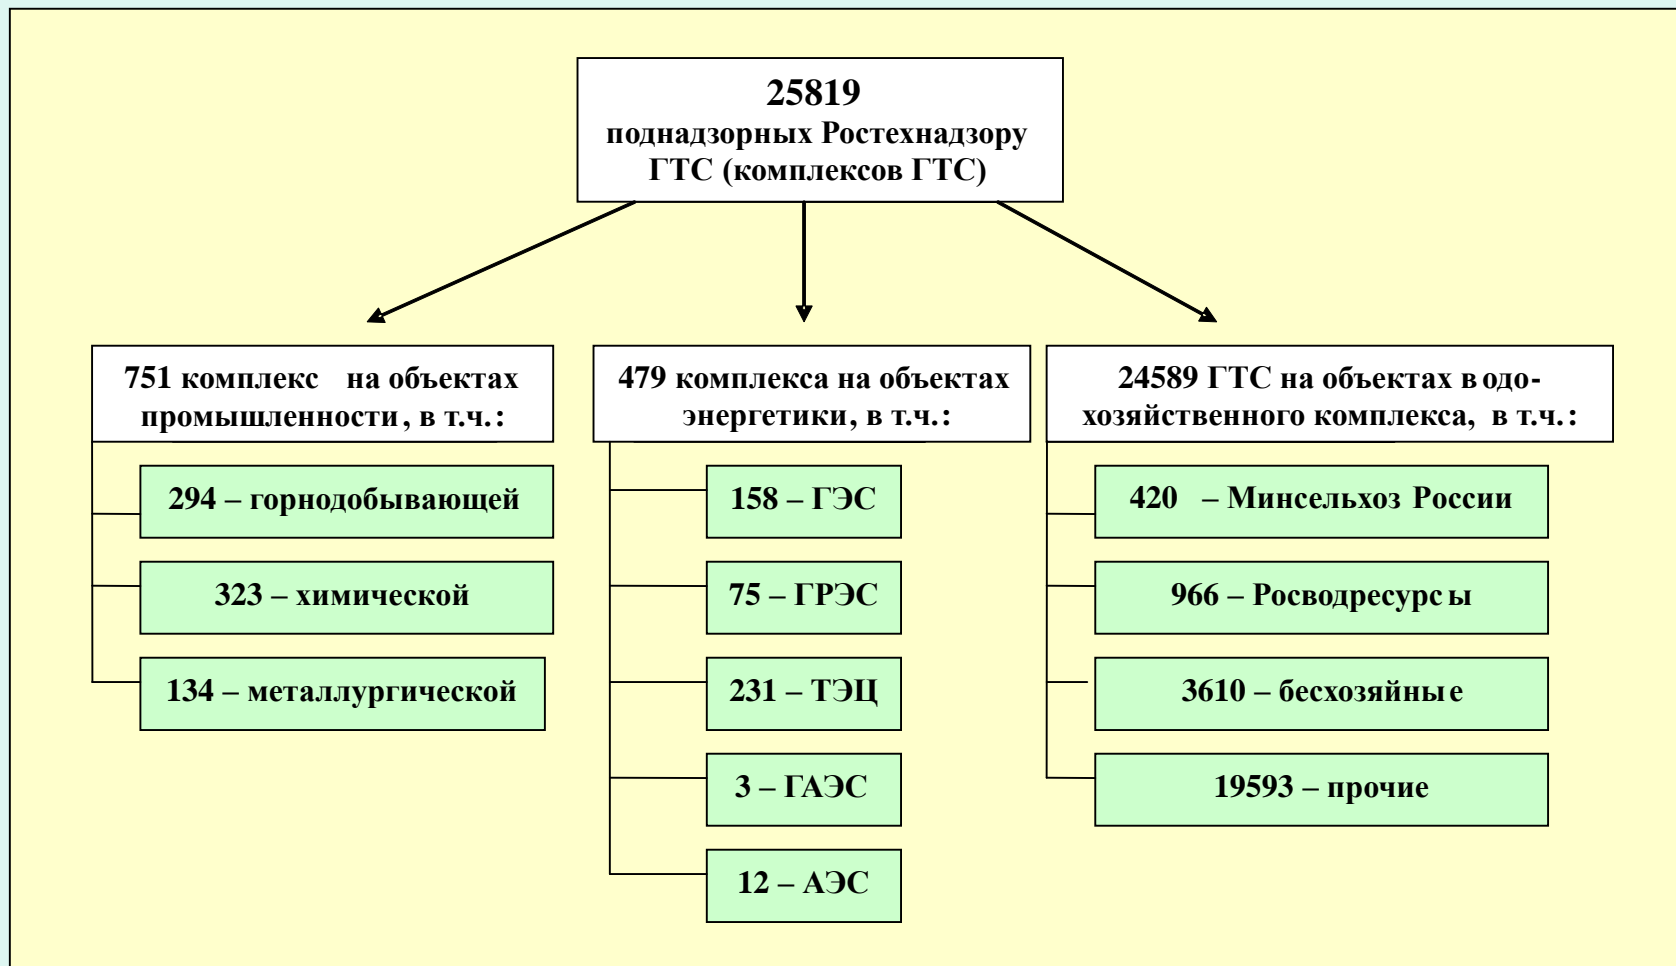 25819
поднадзорных Ростехнадзору
ГТС (комплексов ГТС)
751 комплекс на объектах
промышленности, в т.ч.:
294 – горнодобывающей
323 – химической
134 – металлургической
479 комплекса на объектах
энергетики, в т.ч.:
158 – ГЭС
75 – ГРЭС
231 – ТЭЦ
3 – ГАЭС
12 – АЭС
24589 ГТС на объектах водо-
хозяйственного комплекса, в т.ч.:
420 – Минсельхоз России
966 – Росводресурсы
3610 – бесхозяйные
19593 – прочие